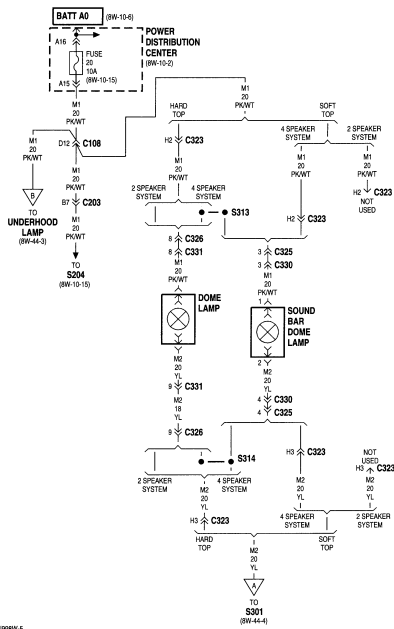 BATT A0 (8W-10-6)
A16
FUSE
20
10A
(8W-10-15)
A15
POWER
DISTRIBUTION
CENTER
(8W-10-2)
M1
20
PK/WT
M1
20
PK/WT
D12 C108
B
TO
UNDERHOOD
LAMP
(8W-44-3)
M1
20
PK/WT
B7 C203
M1
20
PK/WT
TO
S204
(8W-10-15)
M1
20
PK/WT
HARD
TOP
SOFT
TOP
H2 C323
M1
20
PK/WT
4 SPEAKER
SYSTEM
2 SPEAKER
SYSTEM
M1
20
PK/WT
M1
20
PK/WT
H2 C323
NOT
USED
2 SPEAKER
SYSTEM
4 SPEAKER
SYSTEM
S313
H2 C323
8 C326
8 C331
M1
20
PK/WT
3 C325
3 C330
M1
20
PK/WT
DOME
LAMP
1
SOUND
BAR
DOME
LAMP
2
M2
20
YL
M2
20
YL
9 C331
M2
18
YL
4 C330
4 C325
9 C326
S314
2 SPEAKER
SYSTEM
4 SPEAKER
SYSTEM
H3 C323
NOT
USED
H3 C323
M2
20
YL
M2
20
YL
M2
20
YL
4 SPEAKER
SYSTEM
2 SPEAKER
SYSTEM
H3 C323
HARD
TOP
SOFT
TOP
M2
20
YL
A
TO
S301
(8W-44-4)